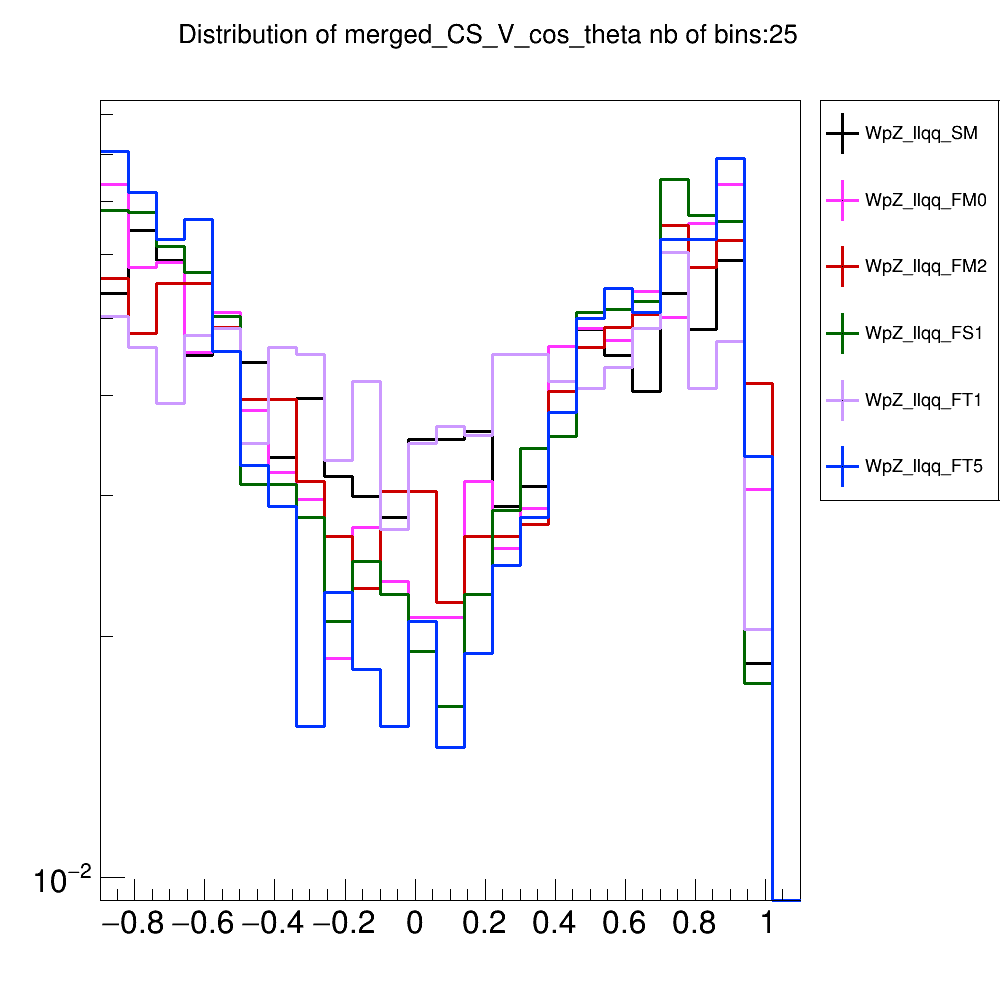 Distribution of merged_CS_V_cos_theta nb of bins:25
WpZ_llqq_SM
WpZ_llqq_FM0
WpZ_llqq_FM2
WpZ_llqq_FS1
WpZ_llqq_FT1
WpZ_llqq_FT5
10−2
−0.8 −0.6 −0.4 −0.2 0 0.2 0.4 0.6 0.8 1